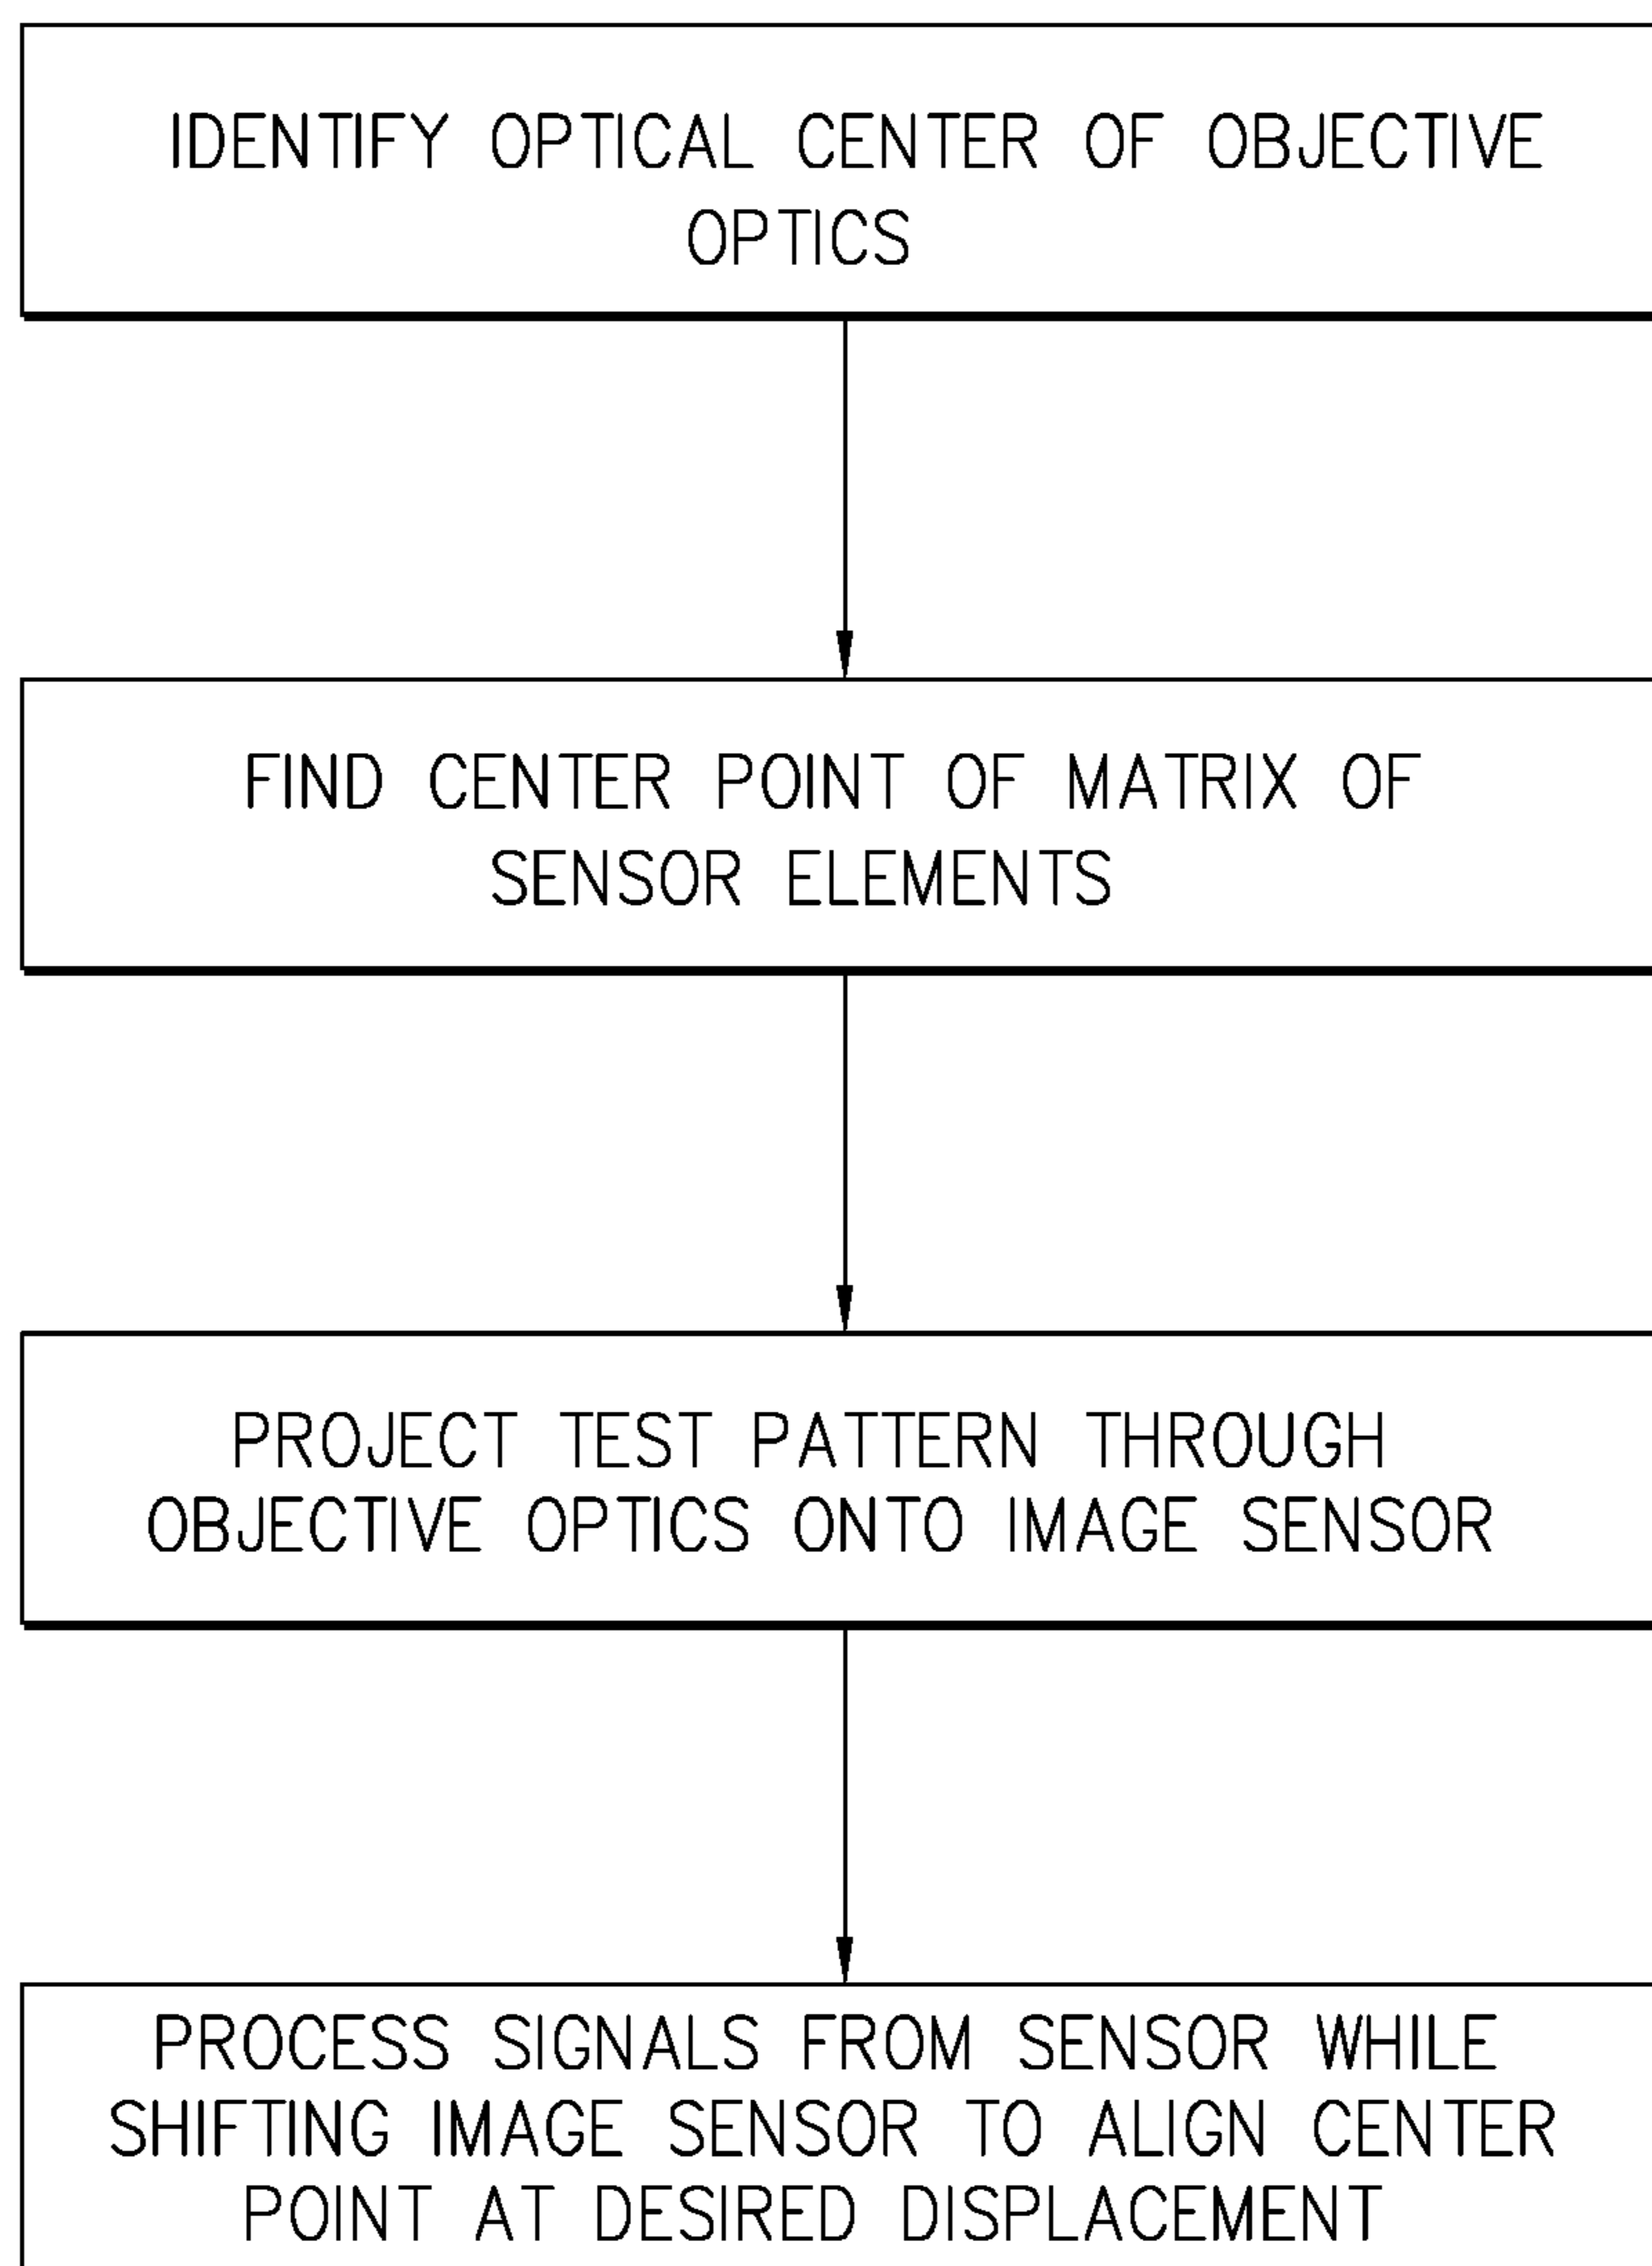 IDENTIFY OPTICAL CENTER OF OBJECTIVE
OPTICS
FIND CENTER POINT OF MATRIX OF
SENSOR ELEMENTS
PROJECT TEST PATTERN THROUGH
OBJECTIVE OPTICS ONTO IMAGE SENSOR
PROCESS SIGNALS FROM SENSOR WHILE
SHIFTING IMAGE SENSOR TO ALIGN CENTER
POINT AT DESIRED DISPLACEMENT